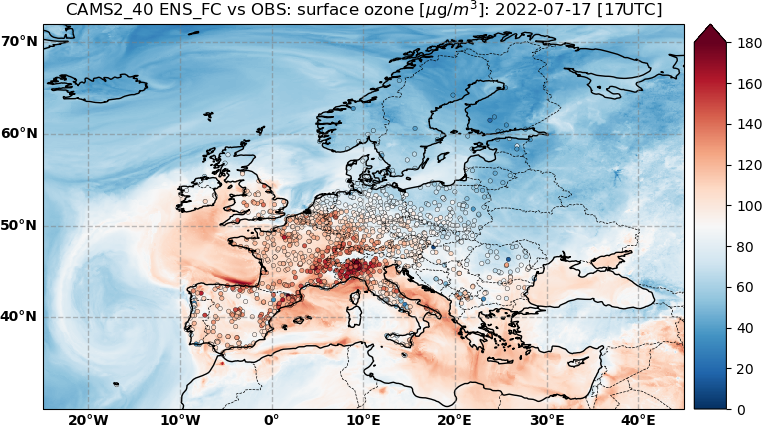 CAMS2_40 ENS_FC vs OBS: surface ozone [μg/m³]: 2022-07-17 [17UTC]
70°N
60°N
50°N
40°N
20°W
10°W
0°
10°E
20°E
30°E
40°E
180
160
140
120
100
80
60
40
20
0